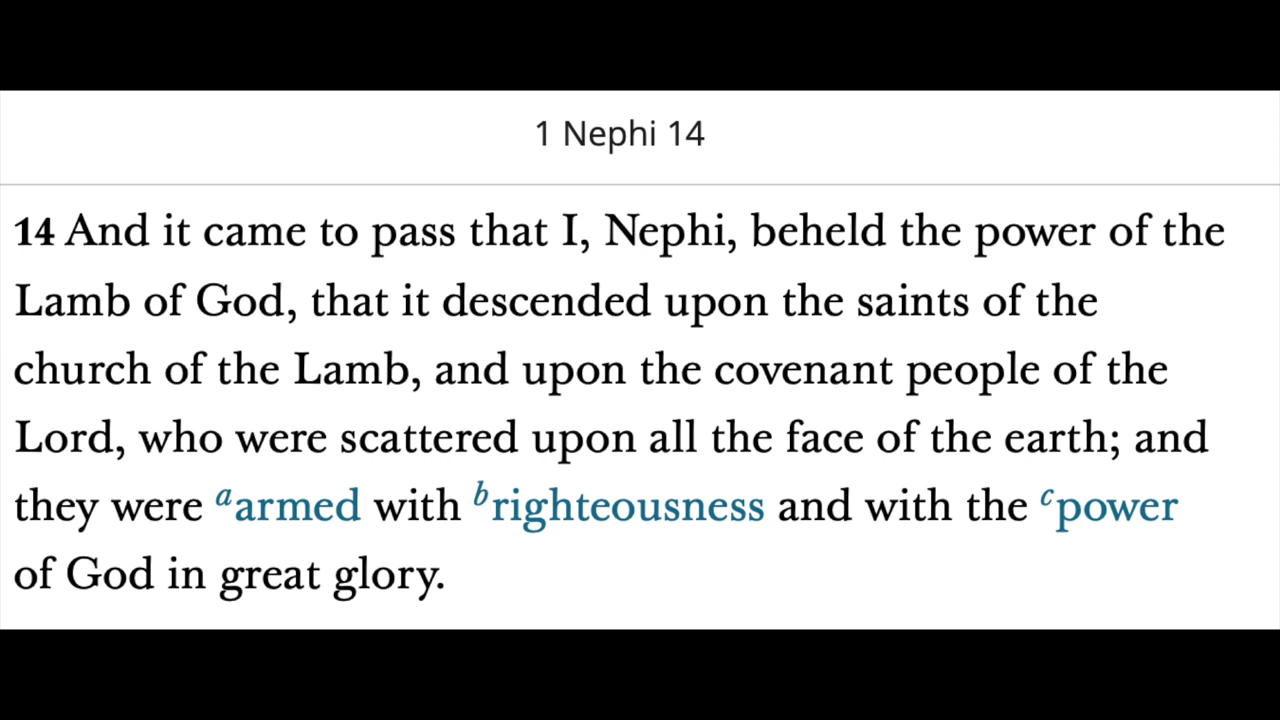 1 Nephi 14
14 And it came to pass that I, Nephi, beheld the power of the
Lamb of God, that it descended upon the saints of the
church of the Lamb, and upon the covenant people of the
Lord, who were scattered upon all the face of the earth; and
they were aarmed with brighteousness and with the cpower
of God in great glory.